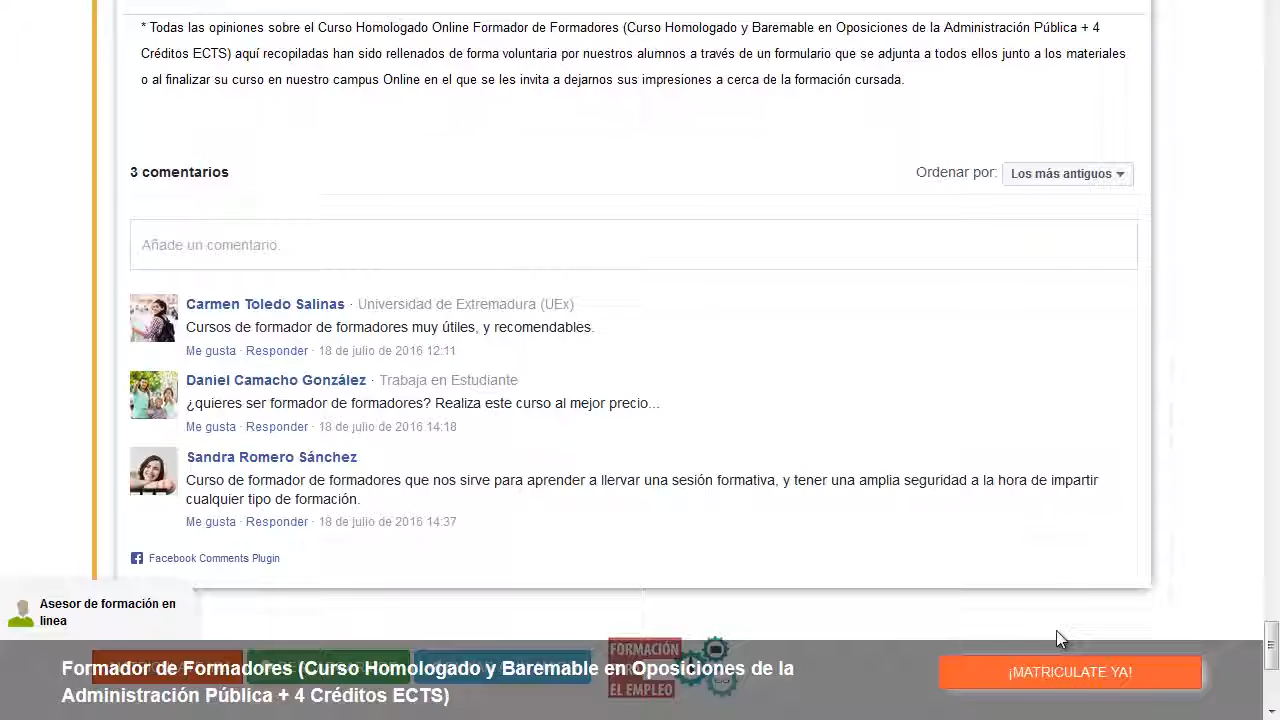 * Todas las opiniones sobre el Curso Homologado Online Formador de Formadores (Curso Homologado y Baremable en Oposiciones de la Administración Pública + 4
Créditos ECTS) aquí recopiladas han sido rellenados de forma voluntaria por nuestros alumnos a través de un formulario que se adjunta a todos ellos junto a los materiales
o al finalizar su curso en nuestro campus Online en el que se les invita a dejarnos sus impresiones a cerca de la formación cursada.
3 comentarios
Ordenar por: Los más antiguos
Añade un comentario.
Carmen Toledo Salinas · Universidad de Extremadura (UEx)
Cursos de formador de formadores muy útiles, y recomendables.
Me gusta · Responder · 18 de julio de 2016 12:11
Daniel Camacho González · Trabaja en Estudiante
¿quieres ser formador de formadores? Realiza este curso al mejor precio...
Me gusta · Responder · 18 de julio de 2016 14:18
Sandra Romero Sánchez
Curso de formador de formadores que nos sirve para aprender a llervar una sesión formativa, y tener una amplia seguridad a la hora de impartir
cualquier tipo de formación.
Me gusta · Responder · 18 de julio de 2016 14:37
Facebook Comments Plugin
Asesor de formación en
linea
FORMACIÓN
EL EMPLEO
Formador de Formadores (Curso Homologado y Baremable en Oposiciones de la
Administración Pública + 4 Créditos ECTS)
¡MATRICULATE YA!